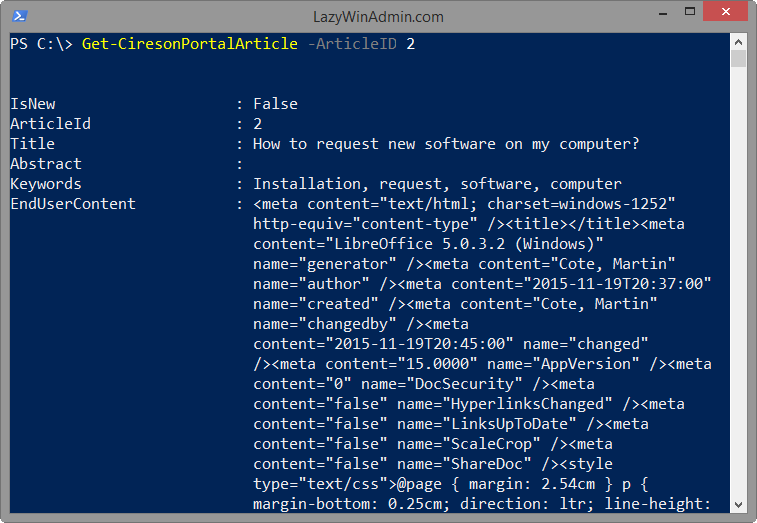 LazyWinAdmin.com
PS C:\> Get-CiresonPortalArticle -ArticleID 2
IsNew : False
ArticleId : 2
Title : How to request new software on my computer?
Abstract :
Keywords : Installation, request, software, computer
EndUserContent : <meta content="text/html; charset=windows-1252"
http-equiv="content-type" /><title></title><meta
content="LibreOffice 5.0.3.2 (Windows)"
name="generator" /><meta content="Cote, Martin"
name="author" /><meta content="2015-11-19T20:37:00"
name="created" /><meta content="Cote, Martin"
name="changedby" /><meta
content="2015-11-19T20:45:00" name="changed"
/><meta content="15.0000" name="AppVersion" /><meta
content="0" name="DocSecurity" /><meta
content="false" name="HyperlinksChanged" /><meta
content="false" name="LinksUpToDate" /><meta
content="false" name="ScaleCrop" /><meta
content="false" name="ShareDoc" /><style
type="text/css">@page { margin: 2.54cm } p {
margin-bottom: 0.25cm; direction: ltr; line-height: